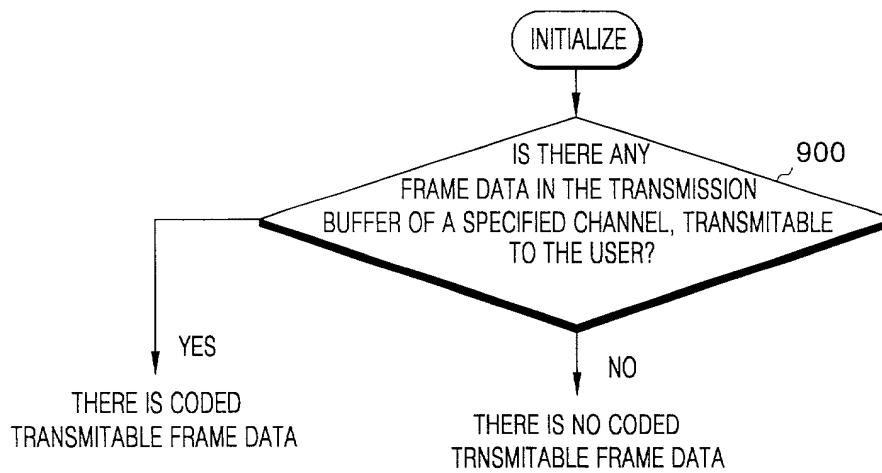 INITIALIZE
IS THERE ANY
FRAME DATA IN THE TRANSMISSION
BUFFER OF A SPECIFIED CHANNEL, TRANSMITABLE
TO THE USER?
900
YES
THERE IS CODED
TRANSMITABLE FRAME DATA
NO
THERE IS NO CODED
TRNSMITABLE FRAME DATA